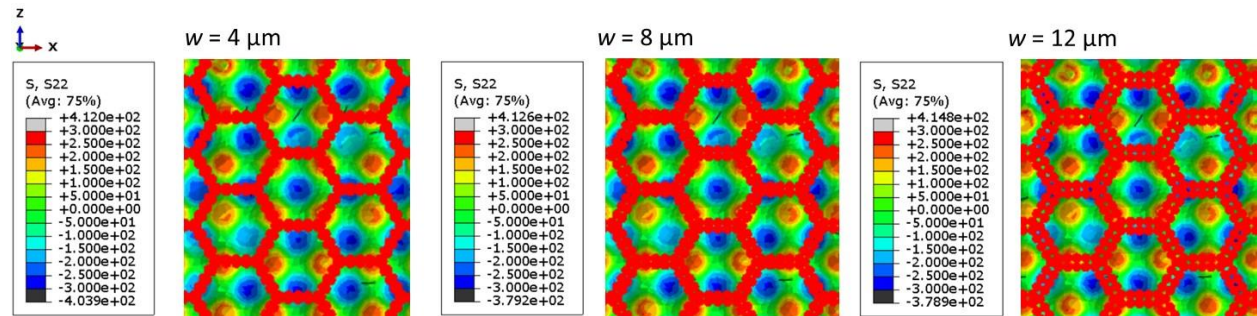 z
x
w = 4 μm
S, S22
(Avg: 75%)
+4.120e+02
+3.000e+02
+2.500e+02
+2.000e+02
+1.500e+02
+1.000e+02
+5.000e+01
+0.000e+00
-5.000e+01
-1.000e+02
-1.500e+02
-2.000e+02
-2.500e+02
-3.000e+02
-4.039e+02
w = 8 μm
S, S22
(Avg: 75%)
+4.126e+02
+3.000e+02
+2.500e+02
+2.000e+02
+1.500e+02
+1.000e+02
+5.000e+01
+0.000e+00
-5.000e+01
-1.000e+02
-1.500e+02
-2.000e+02
-2.500e+02
-3.000e+02
-3.792e+02
w = 12 μm
S, S22
(Avg: 75%)
+4.148e+02
+3.000e+02
+2.500e+02
+2.000e+02
+1.500e+02
+1.000e+02
+5.000e+01
+0.000e+00
-5.000e+01
-1.000e+02
-1.500e+02
-2.000e+02
-2.500e+02
-3.000e+02
-3.789e+02